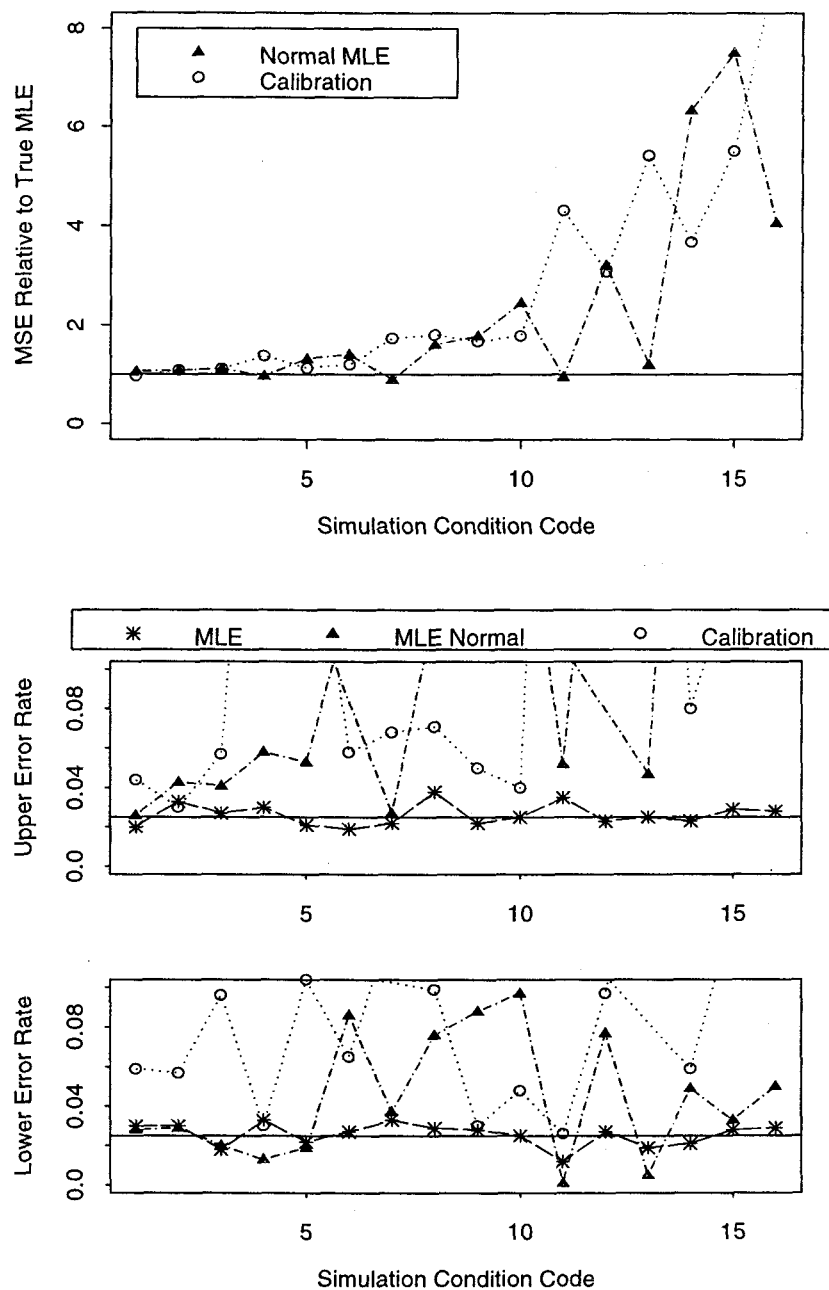 Normal MLE
Calibration
MSE Relative to True MLE
8
6
4
2
0
5 10 15
Simulation Condition Code
MLE MLE Normal Calibration
Upper Error Rate
0.08
0.04
0.0
5 10 15
Lower Error Rate
0.08
0.04
0.0
5 10 15
Simulation Condition Code